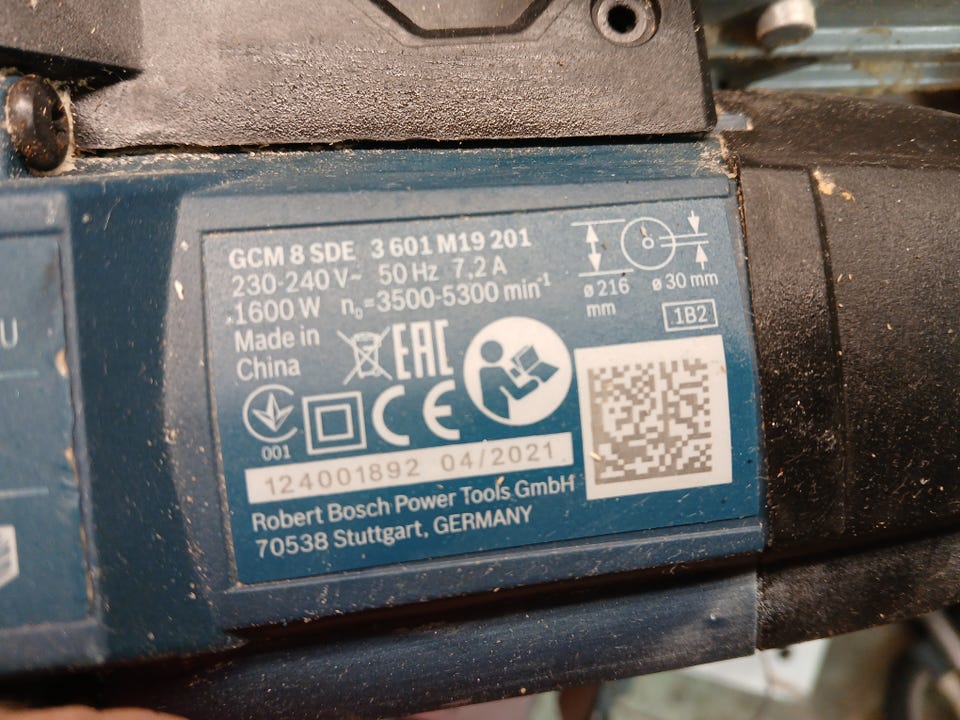 GCM 8 SDE 3 601 M19 201
230-240 V~ 50 Hz 7.2 A
1600 W n₀=3500-5300 min⁻¹
Made in
China
EAC
CE
001
ø 216
mm
ø 30 mm
1B2
124001892 04/2021
Robert Bosch Power Tools GmbH
70538 Stuttgart, GERMANY
U